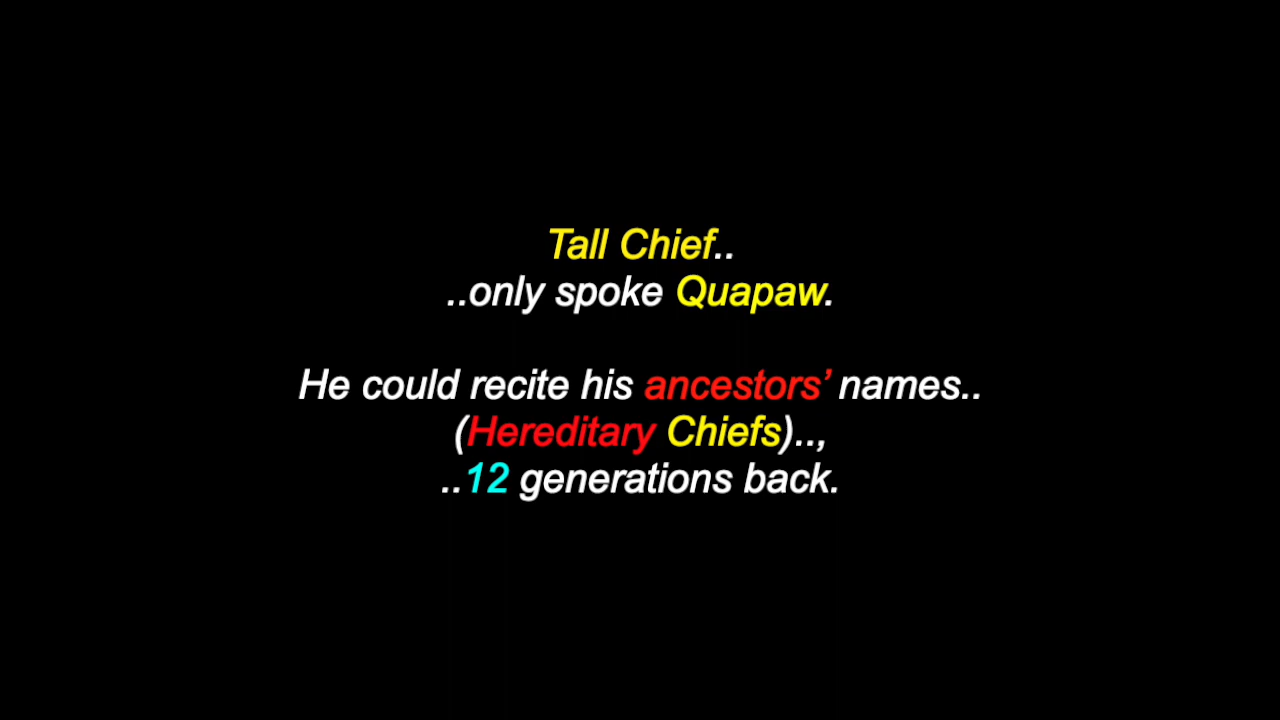 Tall Chief..
..only spoke Quapaw.
He could recite his ancestors’ names..
(Hereditary Chiefs)..,
..12 generations back.